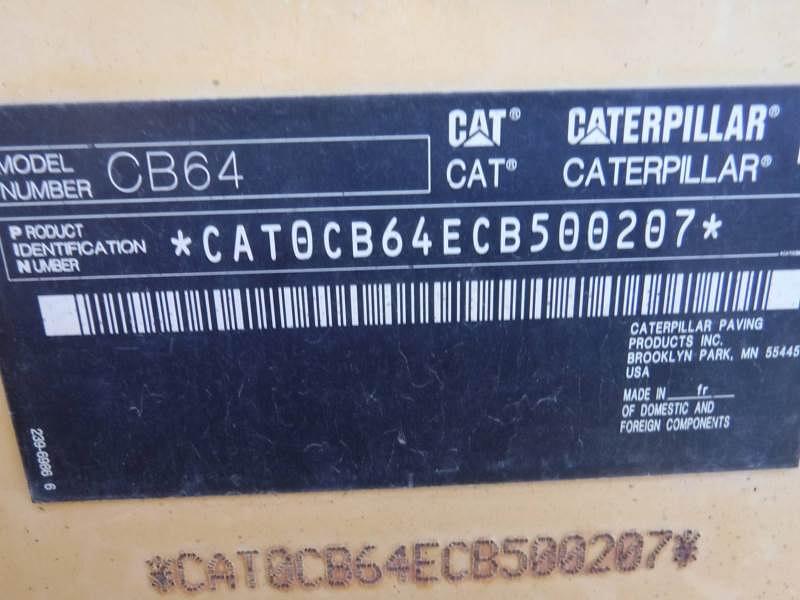 CAT® CATERPILLAR®
MODEL NUMBER CB64
CAT® CATERPILLAR®
PRODUCT IDENTIFICATION NUMBER *CAT0CB64ECB500207*
CATERPILLAR PAVING
PRODUCTS INC.
BROOKLYN PARK, MN 55445
USA
MADE IN fr
OF DOMESTIC AND
FOREIGN COMPONENTS
239-6906 6
*CAT0CB64ECB500207*